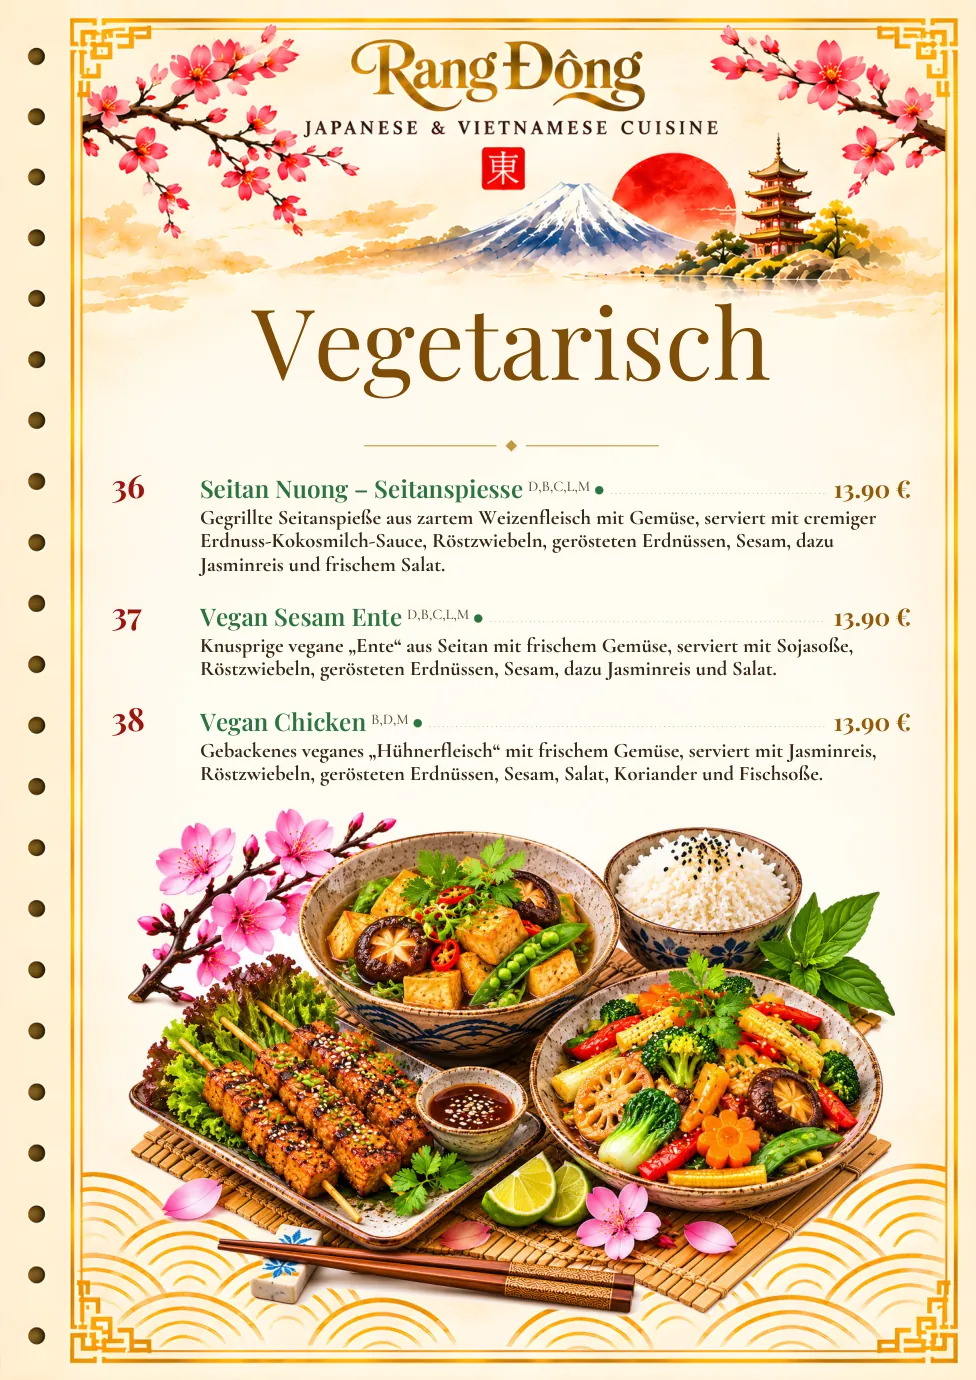 Rang Đông
JAPANESE & VIETNAMESE CUISINE
東
Vegetarisch
36 Seitan Nuong – Seitanspiesse D,B,C,L,M ● 13.90 €
Gegrillte Seitanspieße aus zartem Weizenfleisch mit Gemüse, serviert mit cremiger
Erdnuss-Kokosmilch-Sauce, Röstzwiebeln, gerösteten Erdnüssen, Sesam, dazu
Jasminreis und frischem Salat.
37 Vegan Sesam Ente D,B,C,L,M ● 13.90 €
Knusprige vegane „Ente“ aus Seitan mit frischem Gemüse, serviert mit Sojasoße,
Röstzwiebeln, gerösteten Erdnüssen, Sesam, dazu Jasminreis und Salat.
38 Vegan Chicken B,D,M ● 13.90 €
Gebackenes veganes „Hühnerfleisch“ mit frischem Gemüse, serviert mit Jasminreis,
Röstzwiebeln, gerösteten Erdnüssen, Sesam, Salat, Koriander und Fischsoße.